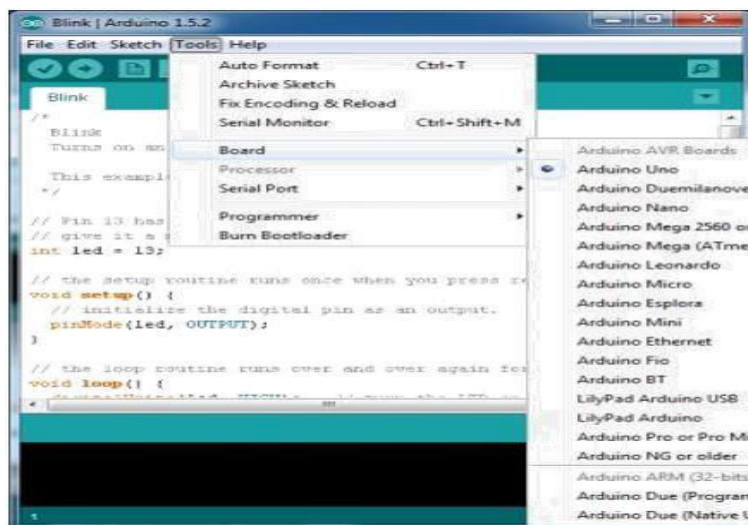 Blink | Arduino 1.5.2
File Edit Sketch Tools Help
Auto Format Ctrl+T
Archive Sketch
Fix Encoding & Reload
Serial Monitor Ctrl+Shift+M
Board
Processor
Serial Port
Programmer
Burn Bootloader
Arduino AVR Boards
Arduino Uno
Arduino Duemilanove
Arduino Nano
Arduino Mega 2560 o
Arduino Mega (ATme
Arduino Leonardo
Arduino Micro
Arduino Esplora
Arduino Mini
Arduino Ethernet
Arduino Fio
Arduino BT
LilyPad Arduino USB
LilyPad Arduino
Arduino Pro or Pro Mi
Arduino NG or older
Arduino ARM (32-bits
Arduino Due (Program
Arduino Due (Native U
Blink
/*
Blink
Turns on an
This exampl
*/
// Pin 13 has
// give it a
int led = 13;
// the setup routine runs once when you press re
void setup() {
// initialize the digital pin as an output.
pinMode(led, OUTPUT);
}
// the loop routine runs over and over again for
void loop() {
1